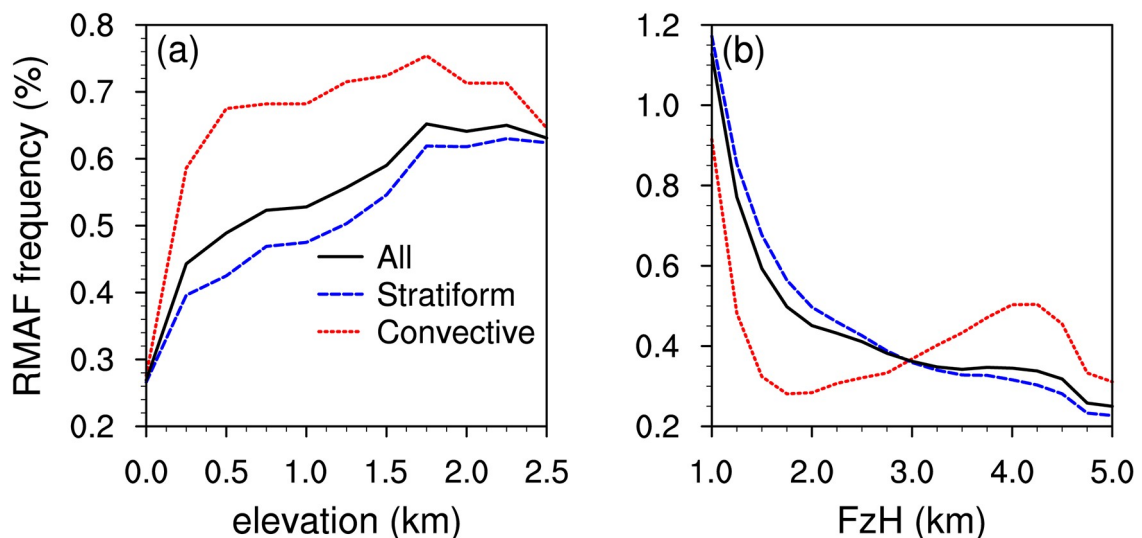 (a)
RMAF frequency (%)
0.8
0.7
0.6
0.5
0.4
0.3
0.2
All
Stratiform
Convective
0.0 0.5 1.0 1.5 2.0 2.5
elevation (km)
(b)
1.2
1.0
0.8
0.6
0.4
0.2
1.0 2.0 3.0 4.0 5.0
FzH (km)